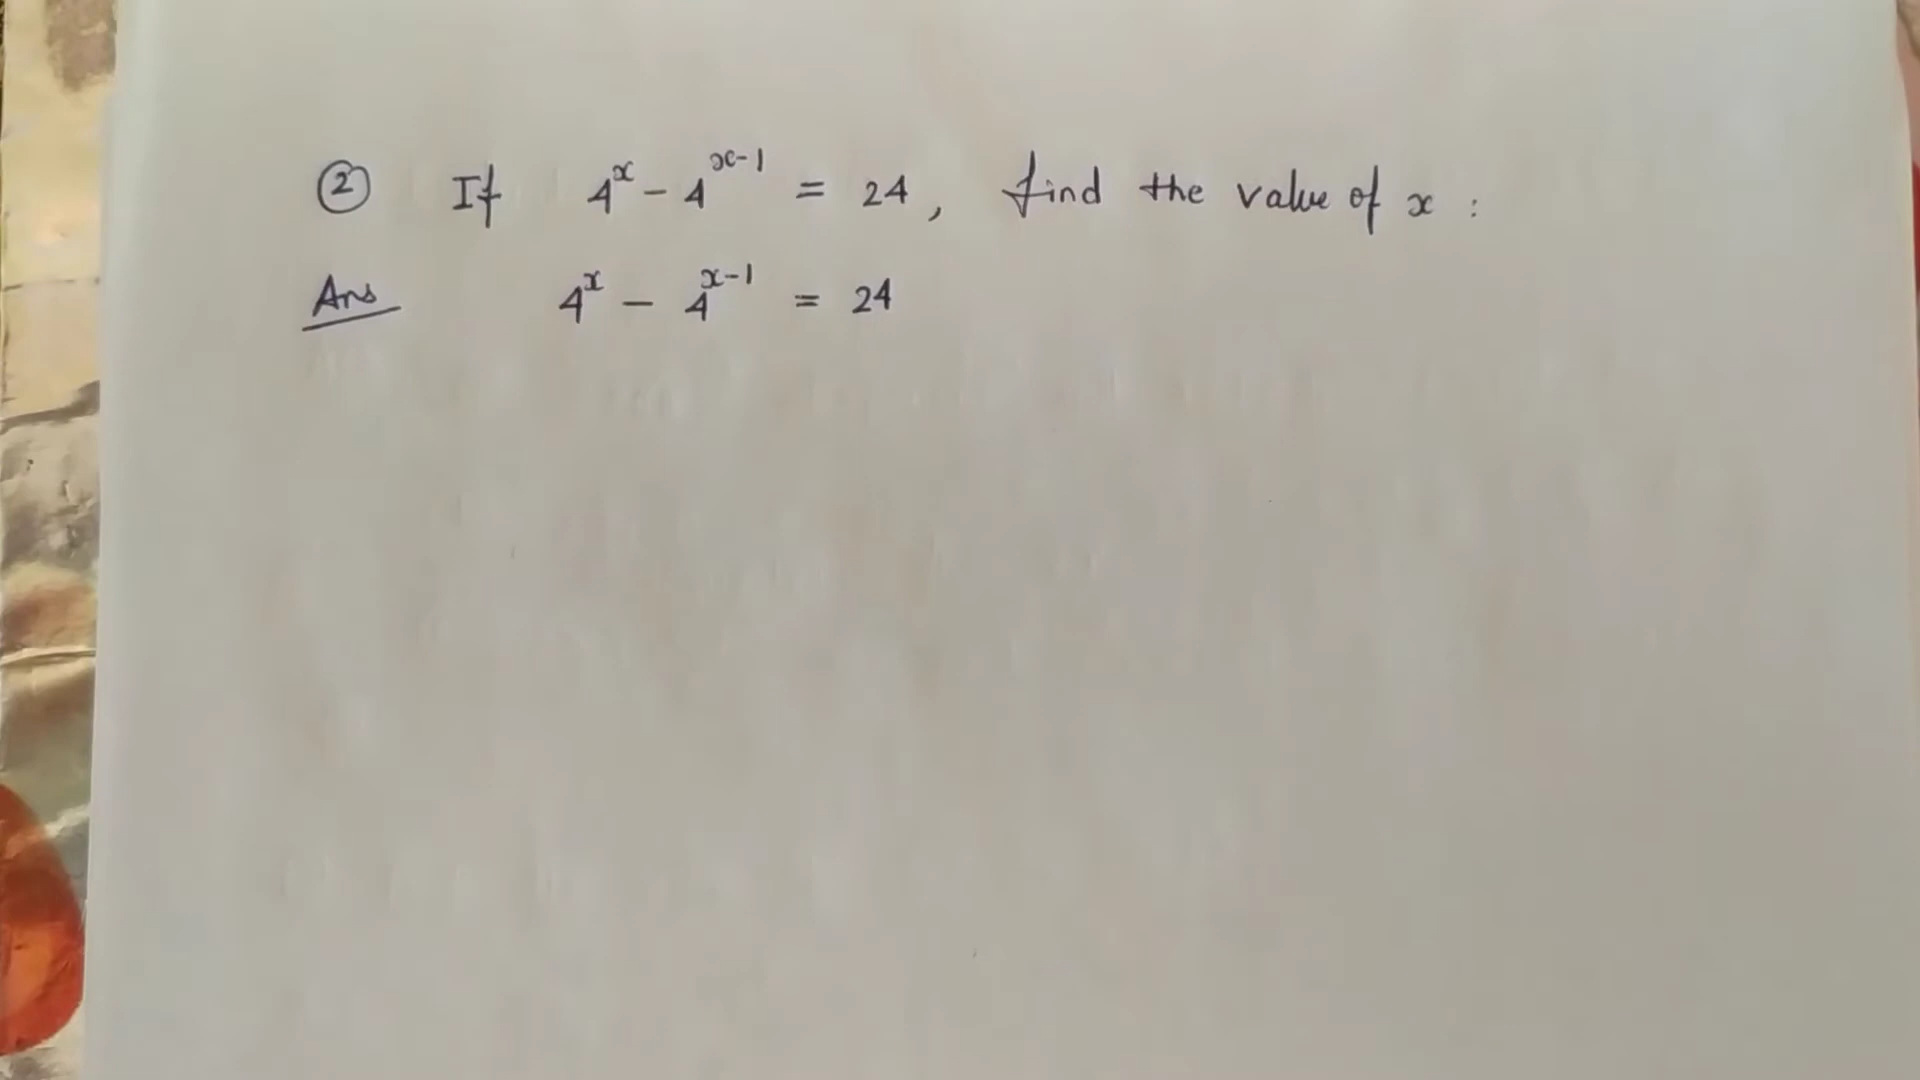 ② If 4^x - 4^(x-1) = 24, find the value of x :
Ans 4^x - 4^(x-1) = 24